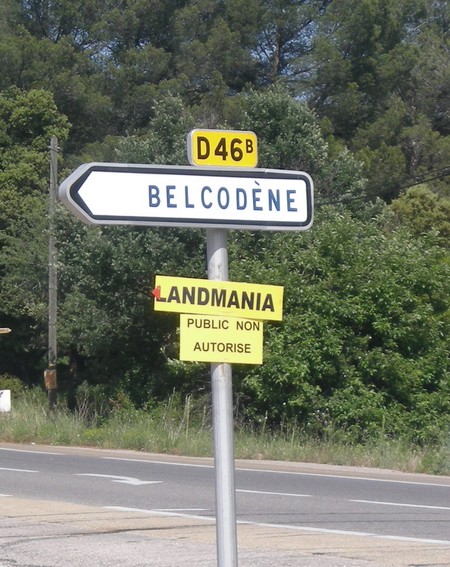 D46B
BELCODÈNE
LANDMANIA
PUBLIC NON
AUTORISE